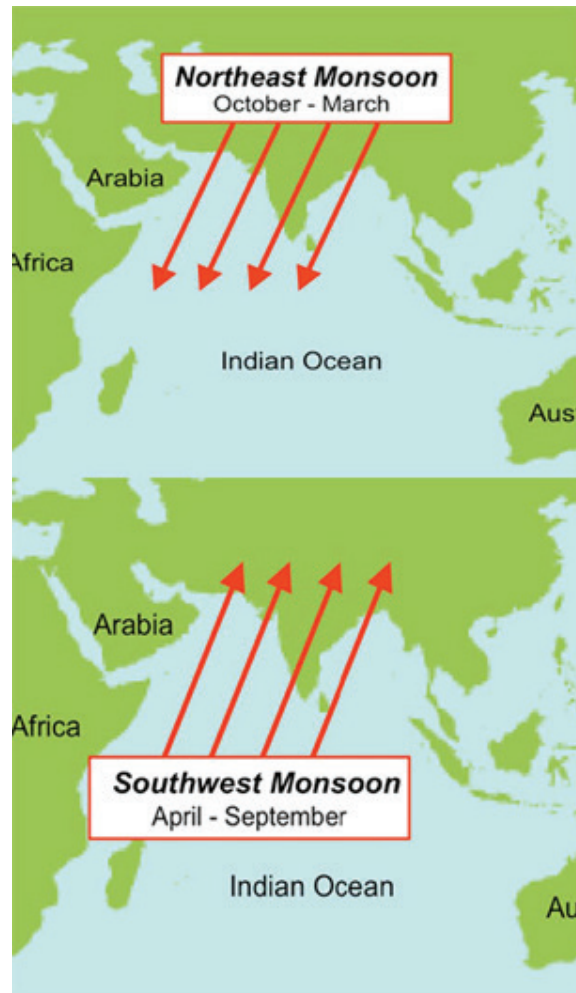 Northeast Monsoon
October - March
Arabia
Africa
Indian Ocean
Aus
Arabia
Africa
Southwest Monsoon
April - September
Indian Ocean
Au